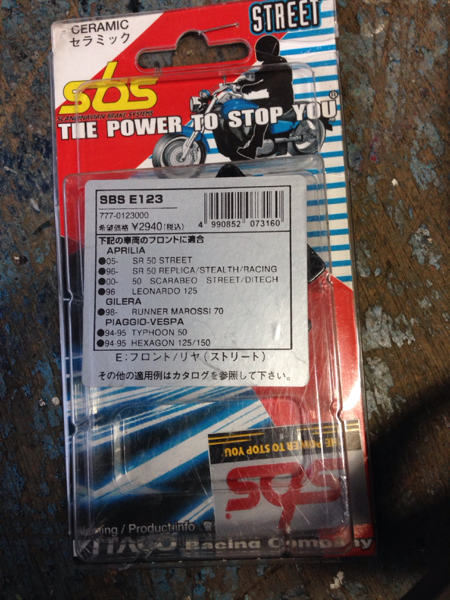 STREET
CERAMIC
セラミック
sbs
SCANDINAVIAN BRAKE SYSTEMS
THE POWER TO STOP YOU®
SBS E123
777-0123000
希望価格 ¥2940(税込)
4 990852 073160
下記の車両のフロントに適合
APRILIA
●05- SR 50 STREET
●96- SR 50 REPLICA/STEALTH/RACING
●00- 50 SCARABEO STREET/DITECH
●96 LEONARDO 125
GILERA
●98- RUNNER MAROSSI 70
PIAGGIO-VESPA
●94-95 TYPHOON 50
●94-95 HEXAGON 125/150
E:フロント/リヤ(ストリート)
その他の適用例はカタログを参照して下さい。
THE POWER TO STOP YOU
sbs
/ Product info
Racing Company